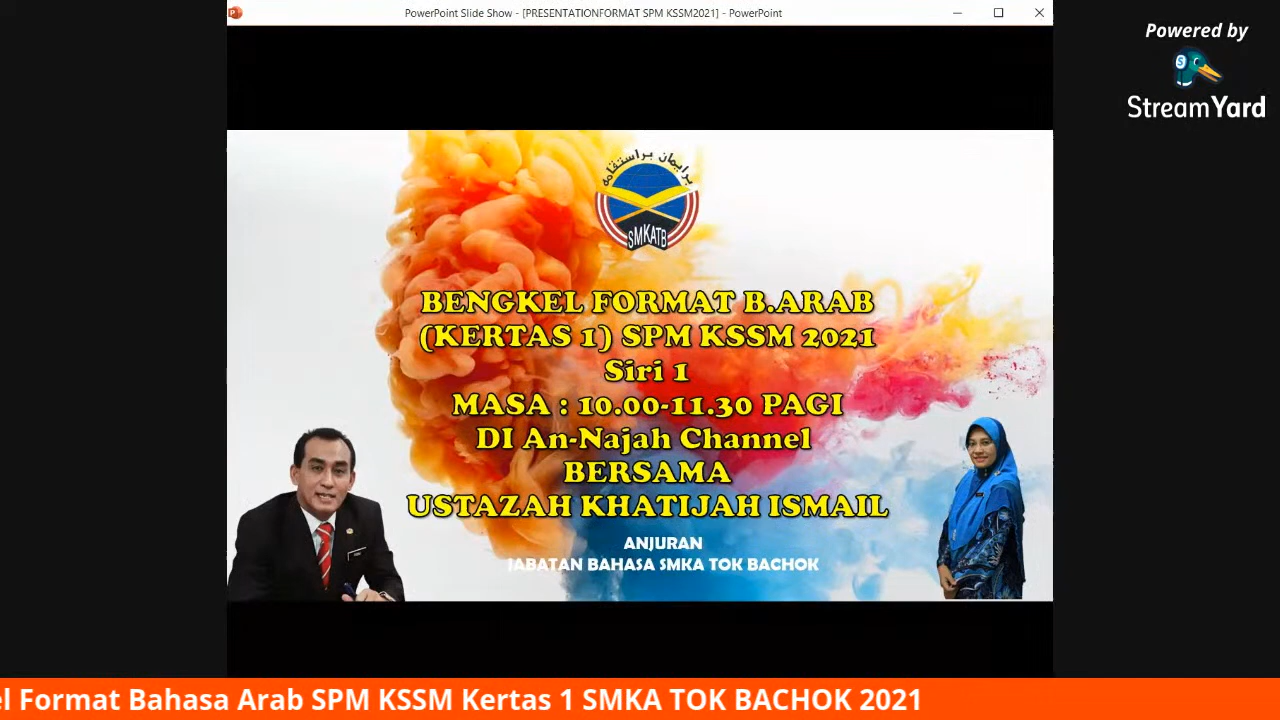 PowerPoint Slide Show - [PRESENTATIONFORMAT SPM KSSM2021] - PowerPoint
Powered by
StreamYard
برايمان براستقامه
SMKATB
BENGKEL FORMAT B.ARAB
(KERTAS 1) SPM KSSM 2021
Siri 1
MASA : 10.00-11.30 PAGI
DI An-Najah Channel
BERSAMA
USTAZAH KHATIJAH ISMAIL
ANJURAN
JABATAN BAHASA SMKA TOK BACHOK
el Format Bahasa Arab SPM KSSM Kertas 1 SMKA TOK BACHOK 2021